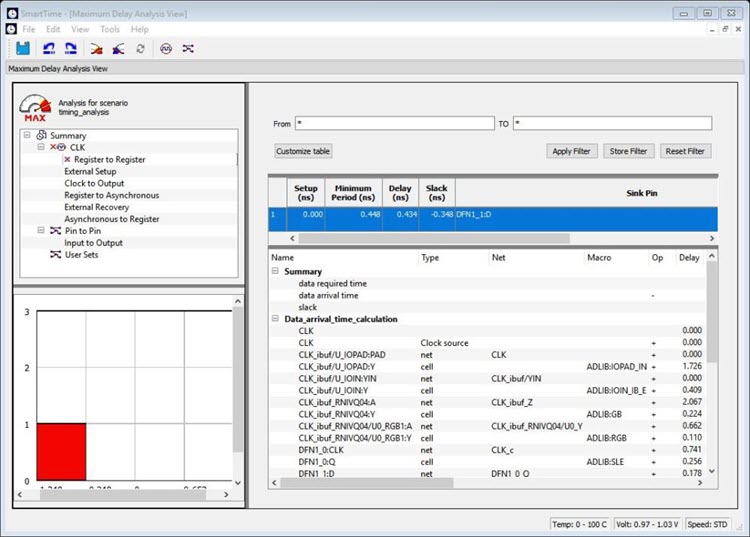 SmartTime - [Maximum Delay Analysis View]
File Edit View Tools Help
Maximum Delay Analysis View
MAX
Analysis for scenario
timing_analysis
Summary
CLK
Register to Register
External Setup
Clock to Output
Register to Asynchronous
External Recovery
Asynchronous to Register
Pin to Pin
Input to Output
User Sets
3
2
1
0
From * TO *
Customize table Apply Filter Store Filter Reset Filter
Setup (ns) Minimum Period (ns) Delay (ns) Slack (ns) Sink Pin
1 0.000 0.448 0.434 -0.348 DFN1_1:D
Name Type Net Macro Op Delay
Summary
data required time
data arrival time -
slack
Data_arrival_time_calculation
CLK 0.000
CLK Clock source + 0.000
CLK_ibuf/U_IOPAD:PAD net CLK + 0.000
CLK_ibuf/U_IOPAD:Y cell ADLIB:IOPAD_IN + 1.726
CLK_ibuf/U_IOIN:YIN net CLK_ibuf/YIN + 0.000
CLK_ibuf/U_IOIN:Y cell ADLIB:IOIN_IB_E + 0.409
CLK_ibuf_RNIVQ04:A net CLK_ibuf_Z + 2.067
CLK_ibuf_RNIVQ04:Y cell ADLIB:GB + 0.224
CLK_ibuf_RNIVQ04/U0_RGB1:A net CLK_ibuf_RNIVQ04/U0_Y + 0.662
CLK_ibuf_RNIVQ04/U0_RGB1:Y cell ADLIB:RGB + 0.110
DFN1_0:CLK net CLK_c + 0.741
DFN1_0:Q cell ADLIB:SLE + 0.256
DFN1_1:D net DFN1_0_Q + 0.178
Temp: 0 - 100 C Volt: 0.97 - 1.03 V Speed: STD